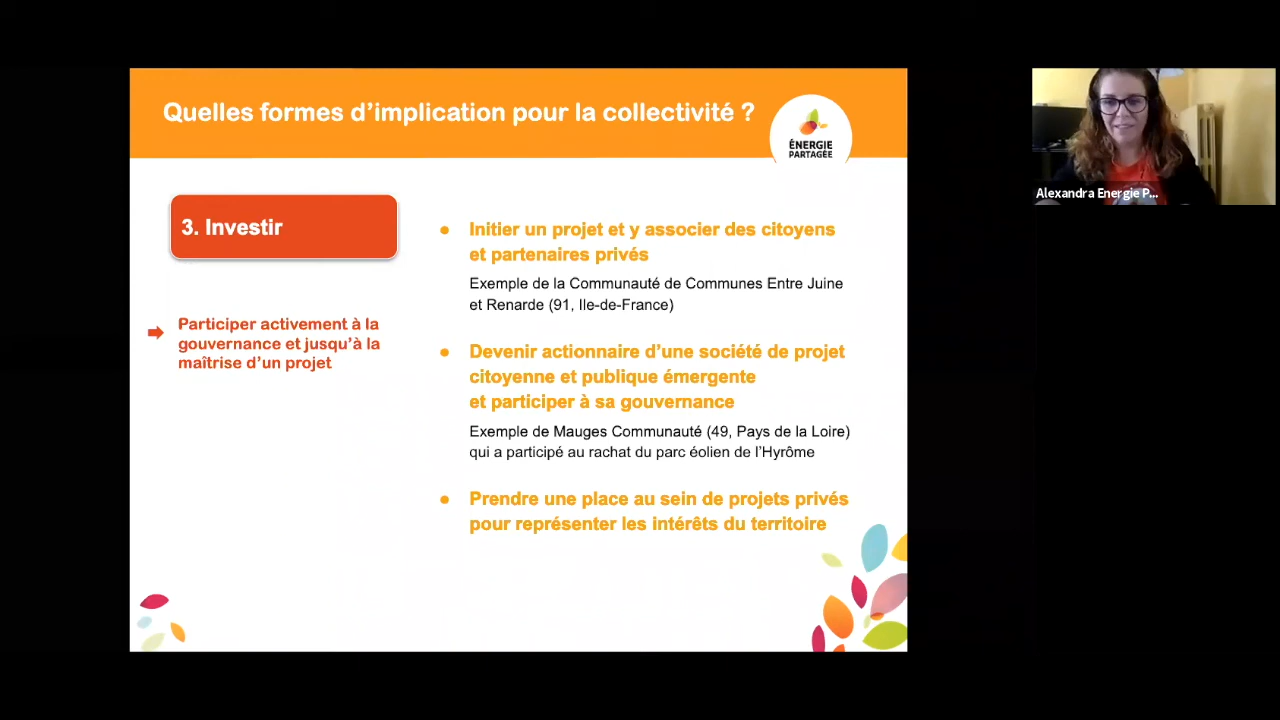 Quelles formes d'implication pour la collectivité ?
ÉNERGIE
PARTAGÉE
3. Investir
Participer activement à la
gouvernance et jusqu'à la
maîtrise d'un projet
● Initier un projet et y associer des citoyens
et partenaires privés
Exemple de la Communauté de Communes Entre Juine
et Renarde (91, Ile-de-France)
● Devenir actionnaire d'une société de projet
citoyenne et publique émergente
et participer à sa gouvernance
Exemple de Mauges Communauté (49, Pays de la Loire)
qui a participé au rachat du parc éolien de l'Hyrôme
● Prendre une place au sein de projets privés
pour représenter les intérêts du territoire
Alexandra Energie P...